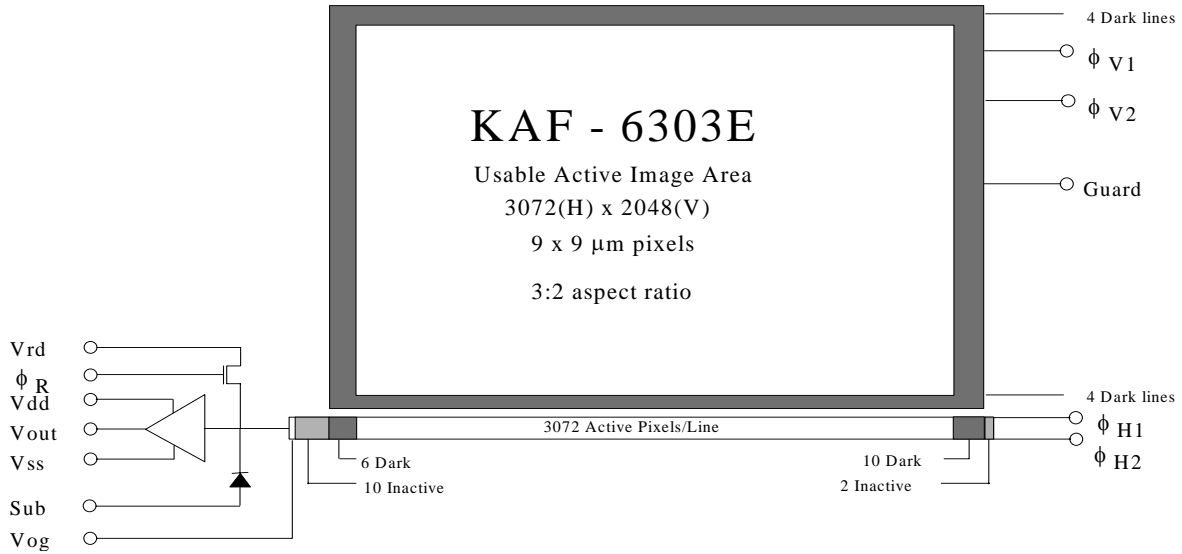 4 Dark lines
ϕ V1
KAF - 6303E
ϕ V2
Usable Active Image Area
Guard
3072(H) x 2048(V)
9 x 9 μm pixels
3:2 aspect ratio
Vrd
ϕ R
Vdd
4 Dark lines
Vout
3072 Active Pixels/Line
ϕ H1
Vss
6 Dark
10 Dark
ϕ H2
10 Inactive
2 Inactive
Sub
Vog